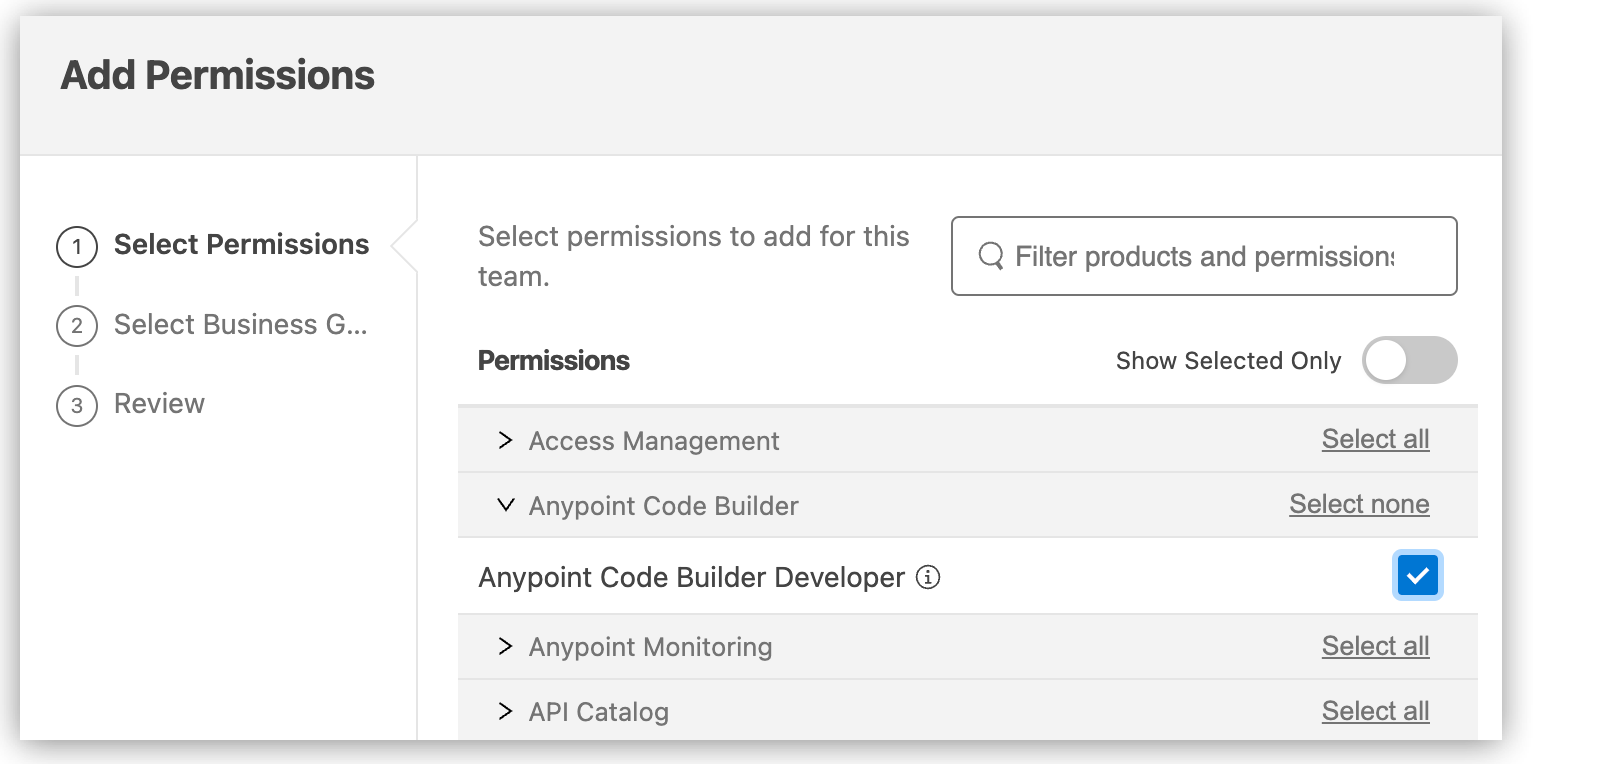 Add Permissions
1 Select Permissions
2 Select Business G...
3 Review
Select permissions to add for this
team.
Filter products and permissions
Permissions
Show Selected Only
Access Management Select all
Anypoint Code Builder Select none
Anypoint Code Builder Developer
Anypoint Monitoring Select all
API Catalog Select all